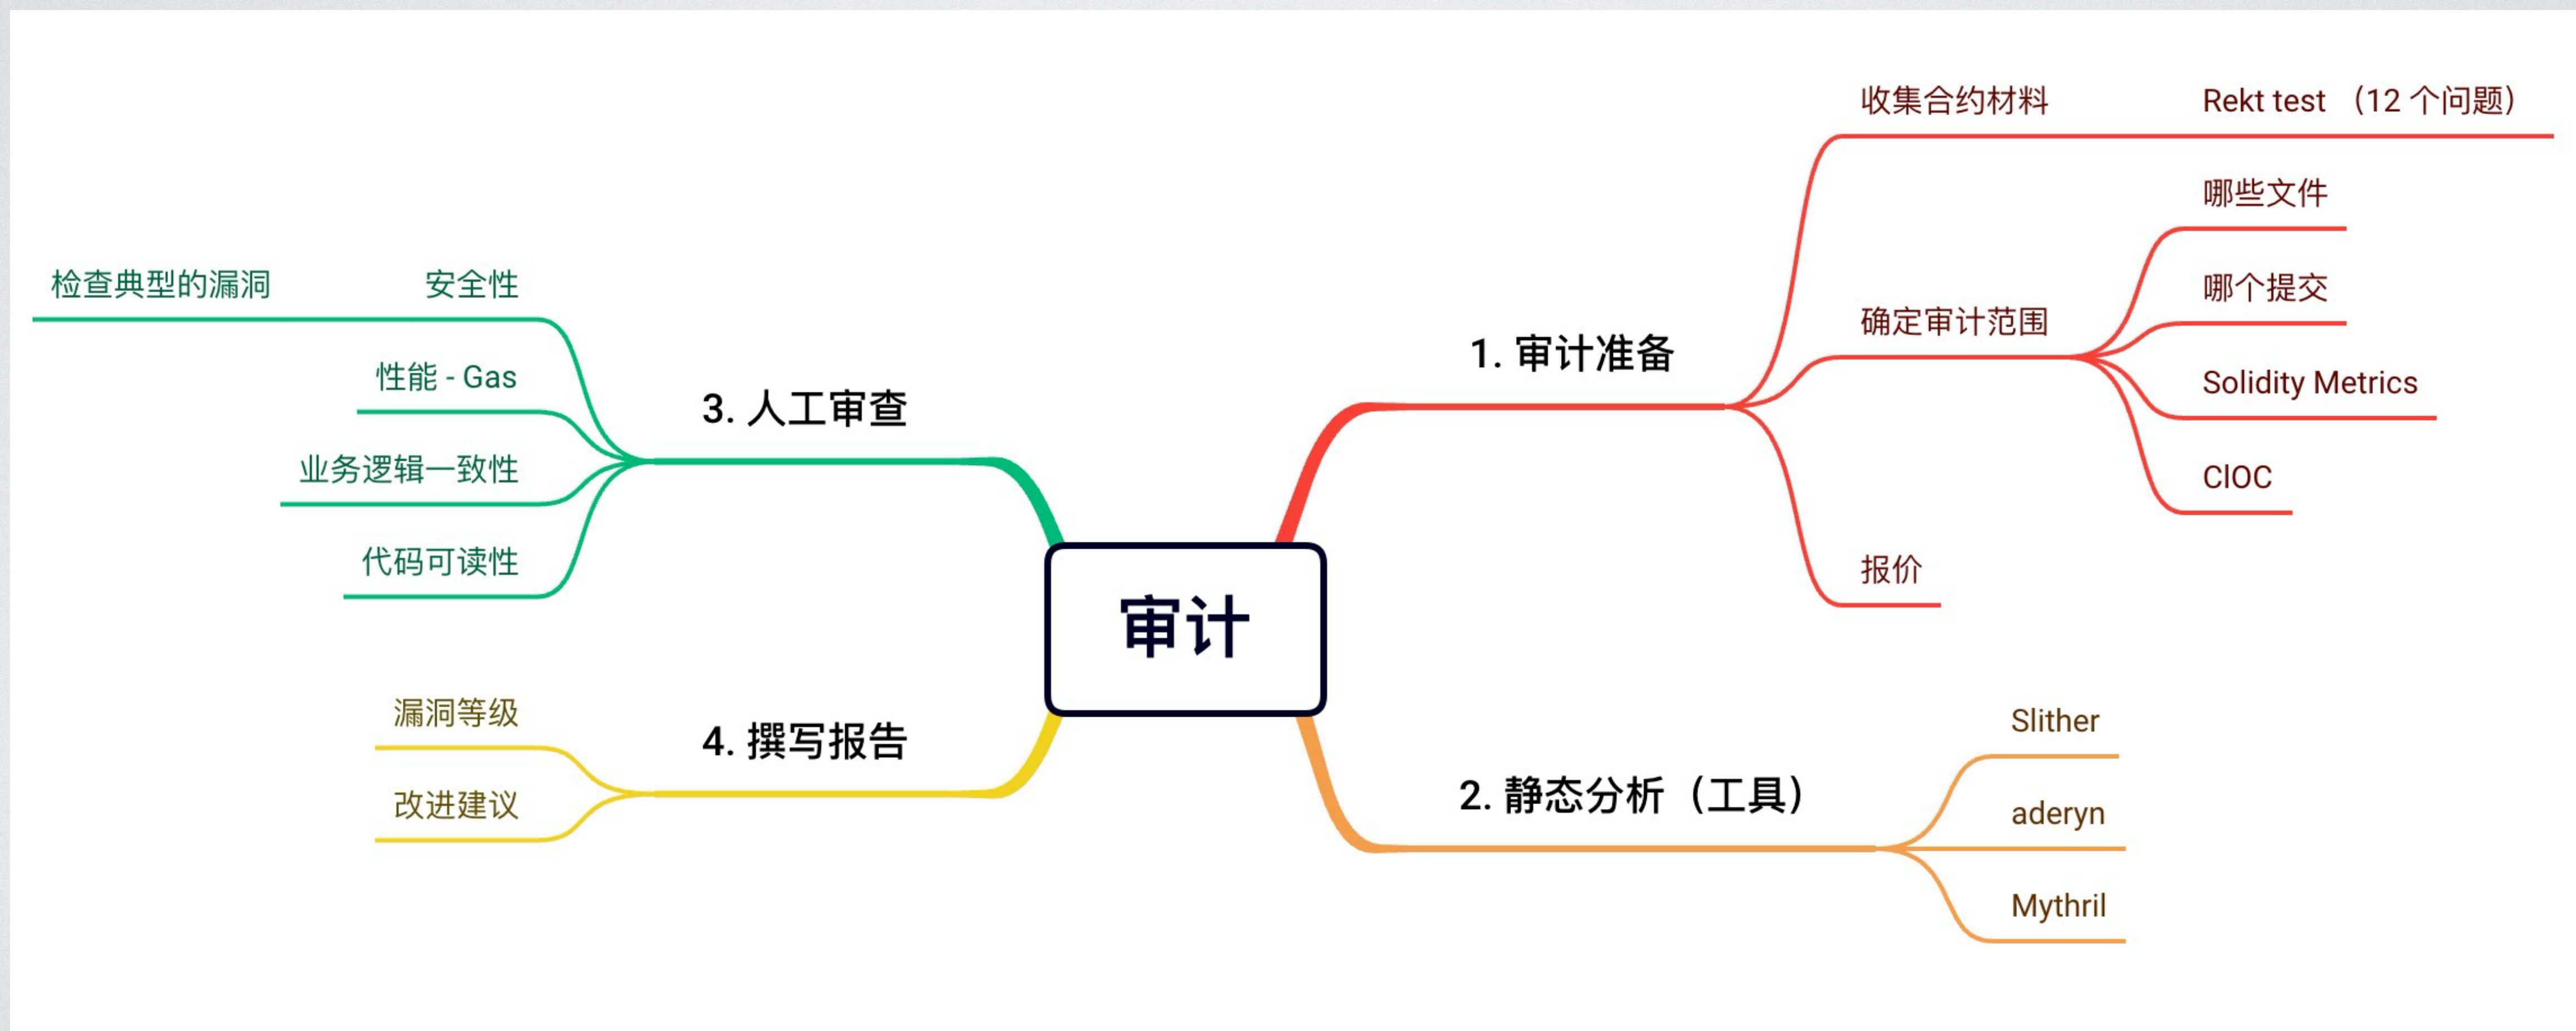 审计
1. 审计准备
收集合约材料
Rekt test （12 个问题）
确定审计范围
哪些文件
哪个提交
Solidity Metrics
ClOC
报价
2. 静态分析（工具）
Slither
aderyn
Mythril
3. 人工审查
安全性
检查典型的漏洞
性能 - Gas
业务逻辑一致性
代码可读性
4. 撰写报告
漏洞等级
改进建议